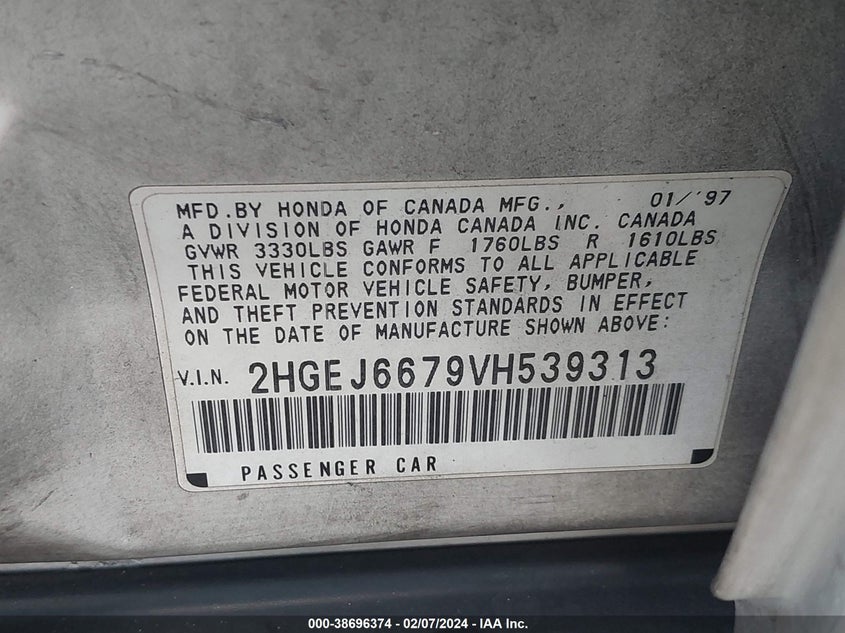 MFD.BY HONDA OF CANADA MFG., 01/'97
A DIVISION OF HONDA CANADA INC. CANADA
GVWR 3330LBS GAWR F 1760LBS R 1610LBS
THIS VEHICLE CONFORMS TO ALL APPLICABLE
FEDERAL MOTOR VEHICLE SAFETY, BUMPER,
AND THEFT PREVENTION STANDARDS IN EFFECT
ON THE DATE OF MANUFACTURE SHOWN ABOVE:
V.I.N. 2HGEJ6679VH539313
PASSENGER CAR
000-38696374 - 02/07/2024 - IAA Inc.